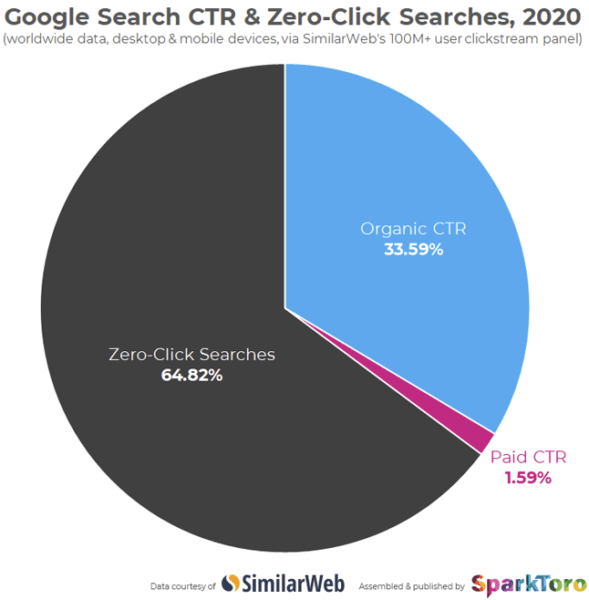 Google Search CTR & Zero-Click Searches, 2020
(worldwide data, desktop & mobile devices, via SimilarWeb's 100M+ user clickstream panel)
Organic CTR
33.59%
Zero-Click Searches
64.82%
Paid CTR
1.59%
Data courtesy of SimilarWeb Assembled & published by SparkToro